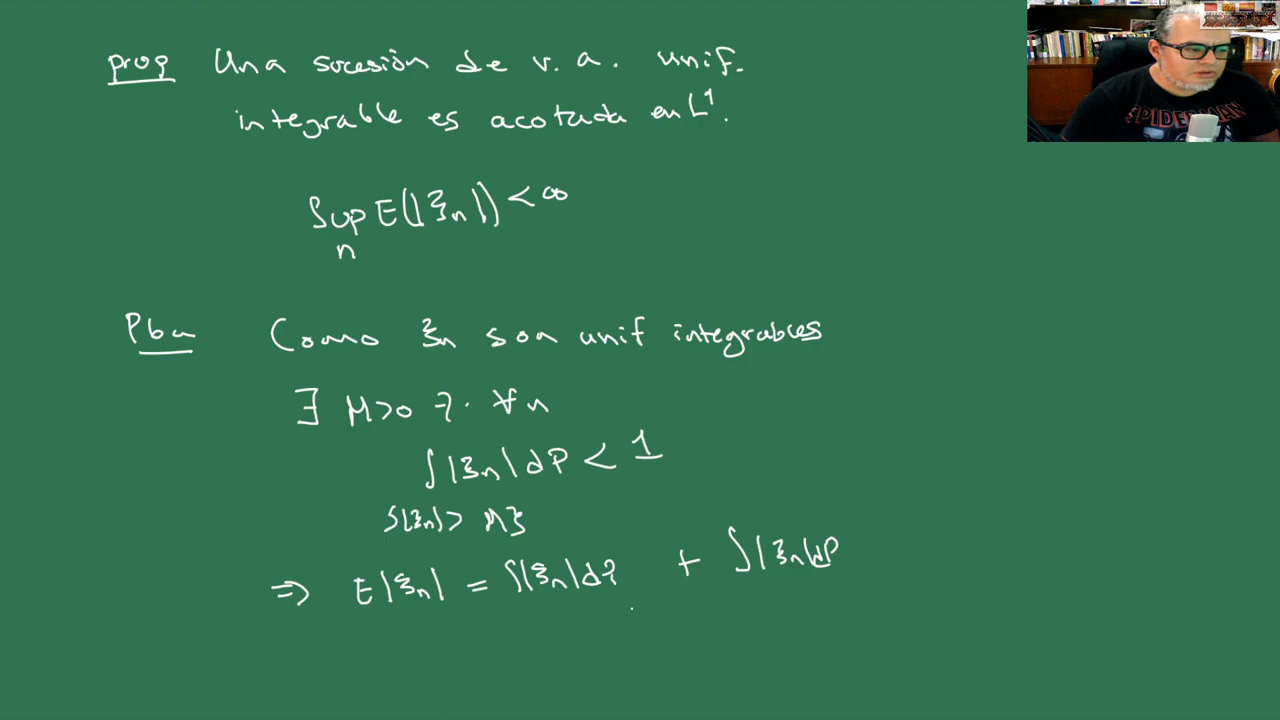 prop Una sucesión de v. a. unif.
integrable es acotada en L¹.
Sup E(|ξn|) < ∞
n
Pba Como ξn son unif integrables
∃ M>0 ∋. ∀n
∫|ξn| dP < 1
{|ξn| > M}
⇒ E|ξn| = ∫|ξn|dP + ∫|ξn|dP
SPIDERMAN